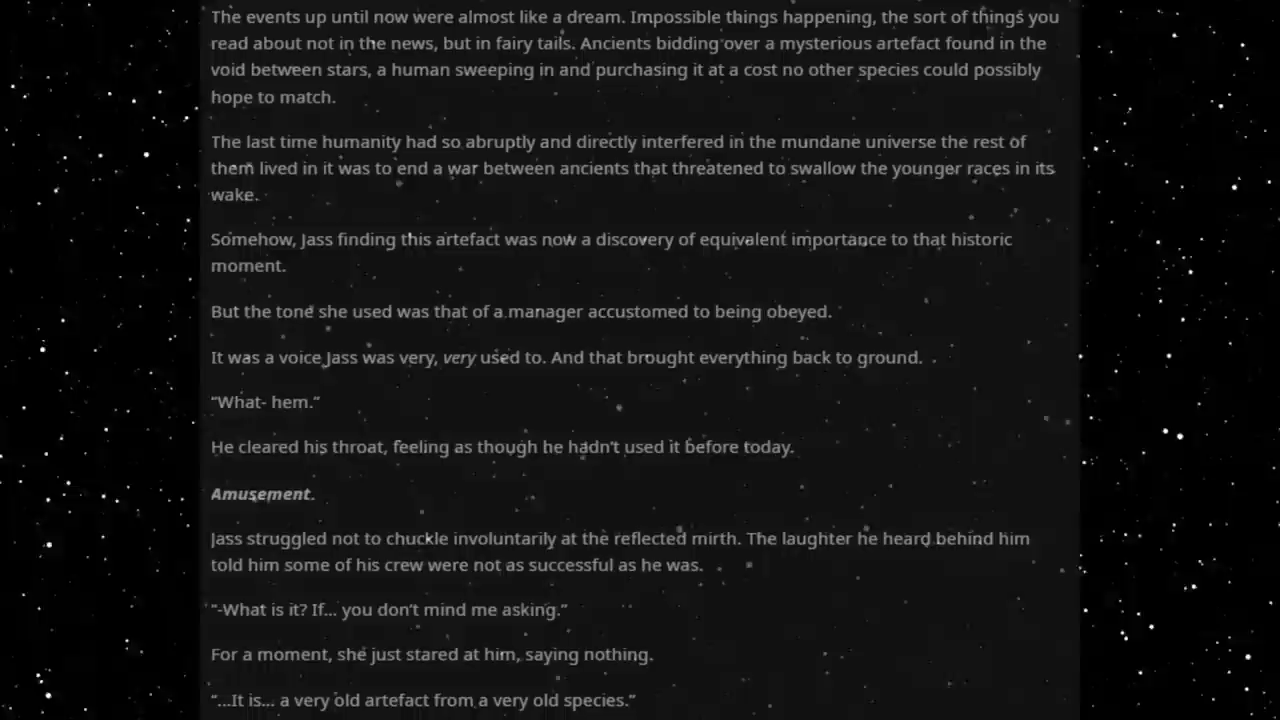 The events up until now were almost like a dream. Impossible things happening, the sort of things you
read about not in the news, but in fairy tails. Ancients bidding over a mysterious artefact found in the
void between stars, a human sweeping in and purchasing it at a cost no other species could possibly
hope to match.
The last time humanity had so abruptly and directly interfered in the mundane universe the rest of
them lived in it was to end a war between ancients that threatened to swallow the younger races in its
wake.
Somehow, Jass finding this artefact was now a discovery of equivalent importance to that historic
moment.
But the tone she used was that of a manager accustomed to being obeyed.
It was a voice Jass was very, very used to. And that brought everything back to ground.
“What- hem.”
He cleared his throat, feeling as though he hadn’t used it before today.
Amusement.
Jass struggled not to chuckle involuntarily at the reflected mirth. The laughter he heard behind him
told him some of his crew were not as successful as he was.
“-What is it? If... you don’t mind me asking.”
For a moment, she just stared at him, saying nothing.
“...It is... a very old artefact from a very old species.”